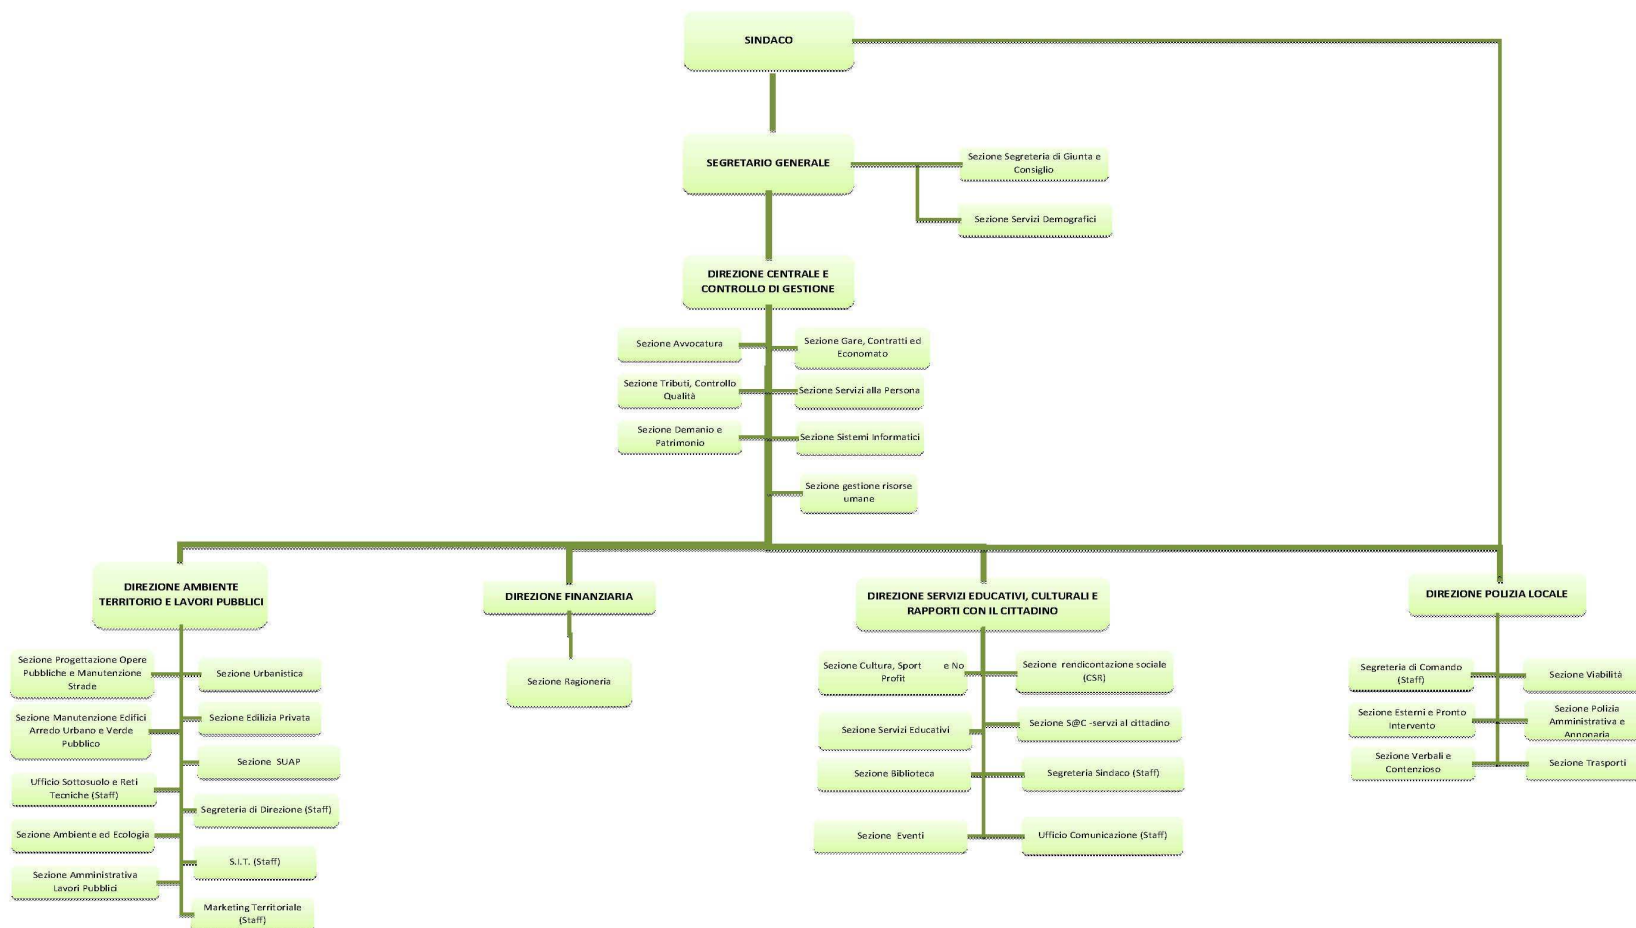 SINDACO
SEGRETARIO GENERALE
Sezione Segreteria di Giunta e
Consiglio
Sezione Servizi Demografici
DIREZIONE CENTRALE E
CONTROLLO DI GESTIONE
Sezione Avvocatura
Sezione Gare, Contratti ed
Economato
Sezione Tributi, Controllo
Qualità
Sezione Servizi alla Persona
Sezione Demanio e
Patrimonio
Sezione Sistemi Informatici
Sezione gestione risorse
umane
DIREZIONE AMBIENTE
TERRITORIO E LAVORI PUBBLICI
Sezione Progettazione Opere
Pubbliche e Manutenzione
Strade
Sezione Urbanistica
Sezione Manutenzione Edifici
Arredo Urbano e Verde
Pubblico
Sezione Edilizia Privata
Sezione SUAP
Ufficio Sottosuolo e Reti
Tecniche (Staff)
Segreteria di Direzione (Staff)
Sezione Ambiente ed Ecologia
S.I.T. (Staff)
Sezione Amministrativa
Lavori Pubblici
Marketing Territoriale
(Staff)
DIREZIONE FINANZIARIA
Sezione Ragioneria
DIREZIONE SERVIZI EDUCATIVI, CULTURALI E
RAPPORTI CON IL CITTADINO
Sezione Cultura, Sport e No
Profit
Sezione rendicontazione sociale
(CSR)
Sezione Servizi Educativi
Sezione S@C -servzi al cittadino
Sezione Biblioteca
Segreteria Sindaco (Staff)
Sezione Eventi
Ufficio Comunicazione (Staff)
DIREZIONE POLIZIA LOCALE
Segreteria di Comando
(Staff)
Sezione Viabilità
Sezione Esterni e Pronto
Intervento
Sezione Polizia
Amministrativa e
Annonaria
Sezione Verbali e
Contenzioso
Sezione Trasporti